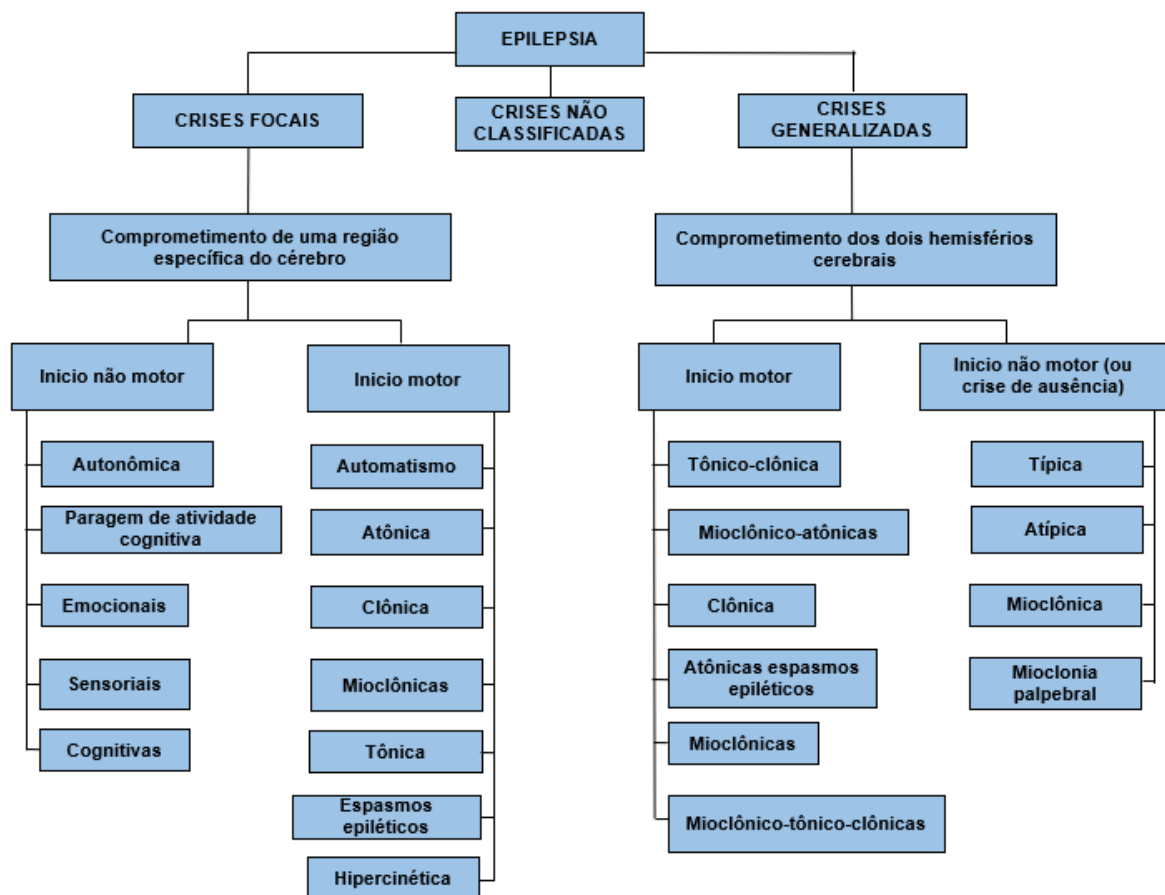 EPILEPSIA
CRISES FOCAIS
CRISES NÃO
CLASSIFICADAS
CRISES
GENERALIZADAS
Comprometimento de uma região
específica do cérebro
Comprometimento dos dois hemisférios
cerebrais
Inicio não motor
Autonômica
Paragem de atividade
cognitiva
Emocionais
Sensoriais
Cognitivas
Inicio motor
Automatismo
Atônica
Clônica
Mioclônicas
Tônica
Espasmos
epiléticos
Hipercinética
Inicio motor
Tônico-clônica
Mioclônico-atônicas
Clônica
Atônicas espasmos
epiléticos
Mioclônicas
Mioclônico-tônico-clônicas
Inicio não motor (ou
crise de ausência)
Típica
Atípica
Mioclônica
Mioclonia
palpebral